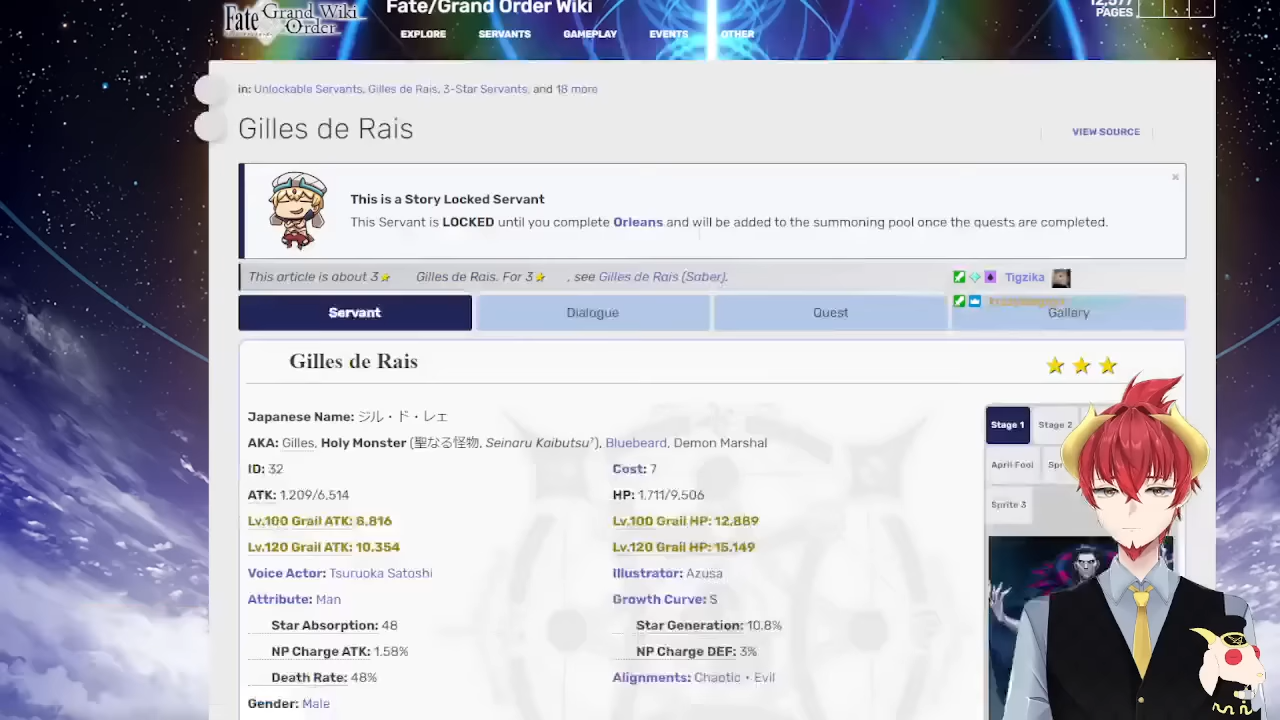 Fate Grand Order Wiki
Fate/Grand Order Wiki
12,577
PAGES
EXPLORE SERVANTS GAMEPLAY EVENTS OTHER
in: Unlockable Servants, Gilles de Rais, 3-Star Servants, and 18 more
Gilles de Rais
VIEW SOURCE
This is a Story Locked Servant
This Servant is LOCKED until you complete Orleans and will be added to the summoning pool once the quests are completed.
This article is about 3★ Gilles de Rais. For 3★ , see Gilles de Rais (Saber).
Tigzika
Servant Dialogue Quest Gallary
Gilles de Rais
Japanese Name: ジル・ド・レェ
AKA: Gilles, Holy Monster (聖なる怪物, Seinaru Kaibutsu?), Bluebeard, Demon Marshal
ID: 32 Cost: 7
ATK: 1,209/6,514 HP: 1,711/9,506
Lv.100 Grail ATK: 8,816 Lv.100 Grail HP: 12,889
Lv.120 Grail ATK: 10,354 Lv.120 Grail HP: 15,149
Voice Actor: Tsuruoka Satoshi Illustrator: Azusa
Attribute: Man Growth Curve: S
Star Absorption: 48 Star Generation: 10.8%
NP Charge ATK: 1.58% NP Charge DEF: 3%
Death Rate: 48% Alignments: Chaotic・Evil
Gender: Male
Stage 1 Stage 2
April Fool Spr
Sprite 3